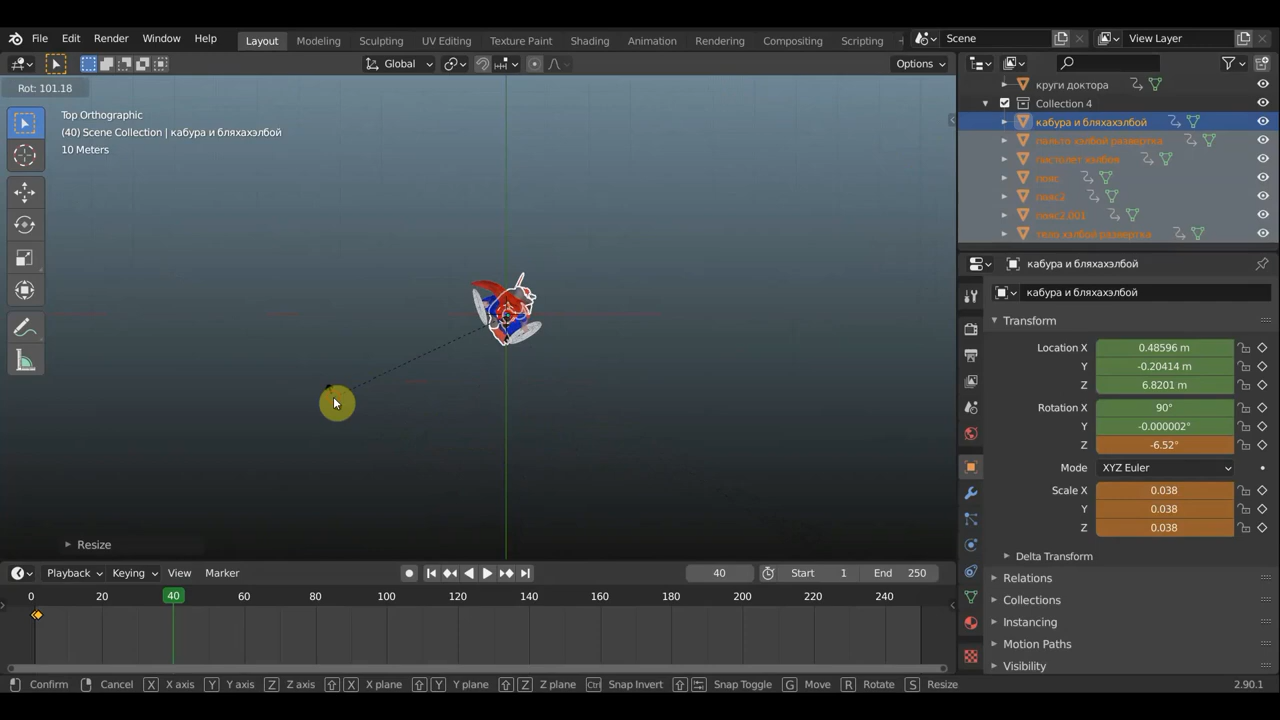 File Edit Render Window Help
Layout Modeling Sculpting UV Editing Texture Paint Shading Animation Rendering Compositing Scripting
Scene
View Layer
Global
Options
Rot: 101.18
Top Orthographic
(40) Scene Collection | кабура и бляхахэлбой
10 Meters
круги доктора
Collection 4
кабура и бляхахэлбой
пальто хэлбой развертка
пистолет хэлбоя
пояс
пояс2
пояс2.001
тело хэлбой развертка
кабура и бляхахэлбой
кабура и бляхахэлбой
Transform
Location X 0.48596 m
Y -0.20414 m
Z 6.8201 m
Rotation X 90°
Y -0.000002°
Z -6.52°
Mode XYZ Euler
Scale X 0.038
Y 0.038
Z 0.038
Delta Transform
Relations
Collections
Instancing
Motion Paths
Visibility
Resize
Playback Keying View Marker
40 Start 1 End 250
0 20 40 60 80 100 120 140 160 180 200 220 240
Confirm Cancel X X axis Y Y axis Z Z axis X X plane Y Y plane Z Z plane Ctrl Snap Invert Snap Toggle G Move R Rotate S Resize 2.90.1